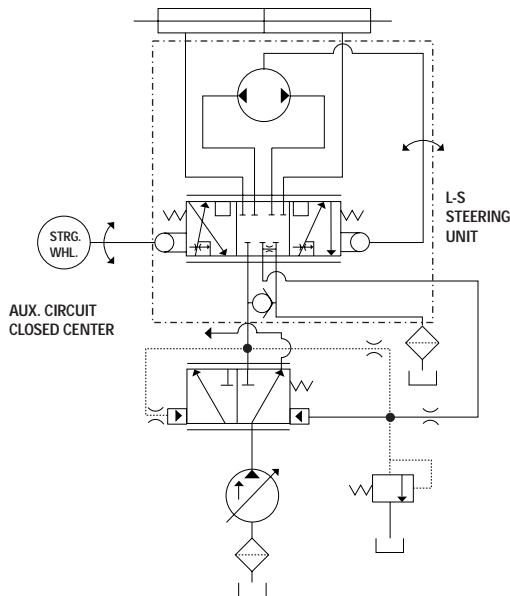 L-S
STEERING
UNIT
STRG.
WHL.
AUX. CIRCUIT
CLOSED CENTER